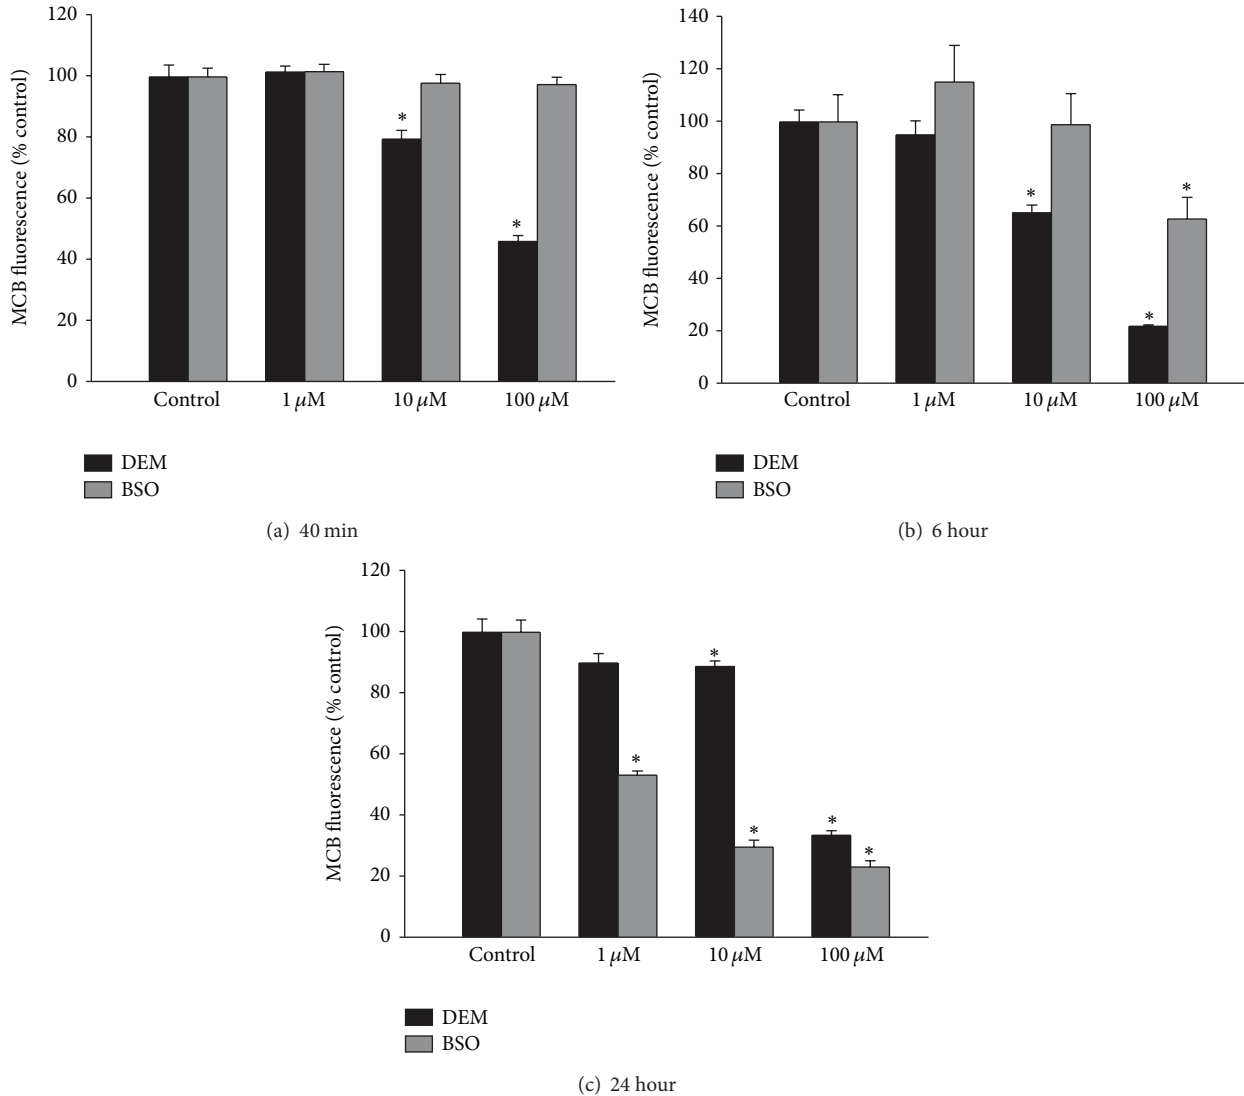 MCB fluorescence (% control)
120
100
80
60
40
20
0
*
*
Control 1 μM 10 μM 100 μM
DEM
BSO
(a) 40 min
MCB fluorescence (% control)
140
120
100
80
60
40
20
0
*
*
*
Control 1 μM 10 μM 100 μM
DEM
BSO
(b) 6 hour
MCB fluorescence (% control)
120
100
80
60
40
20
0
*
*
*
*
*
Control 1 μM 10 μM 100 μM
DEM
BSO
(c) 24 hour